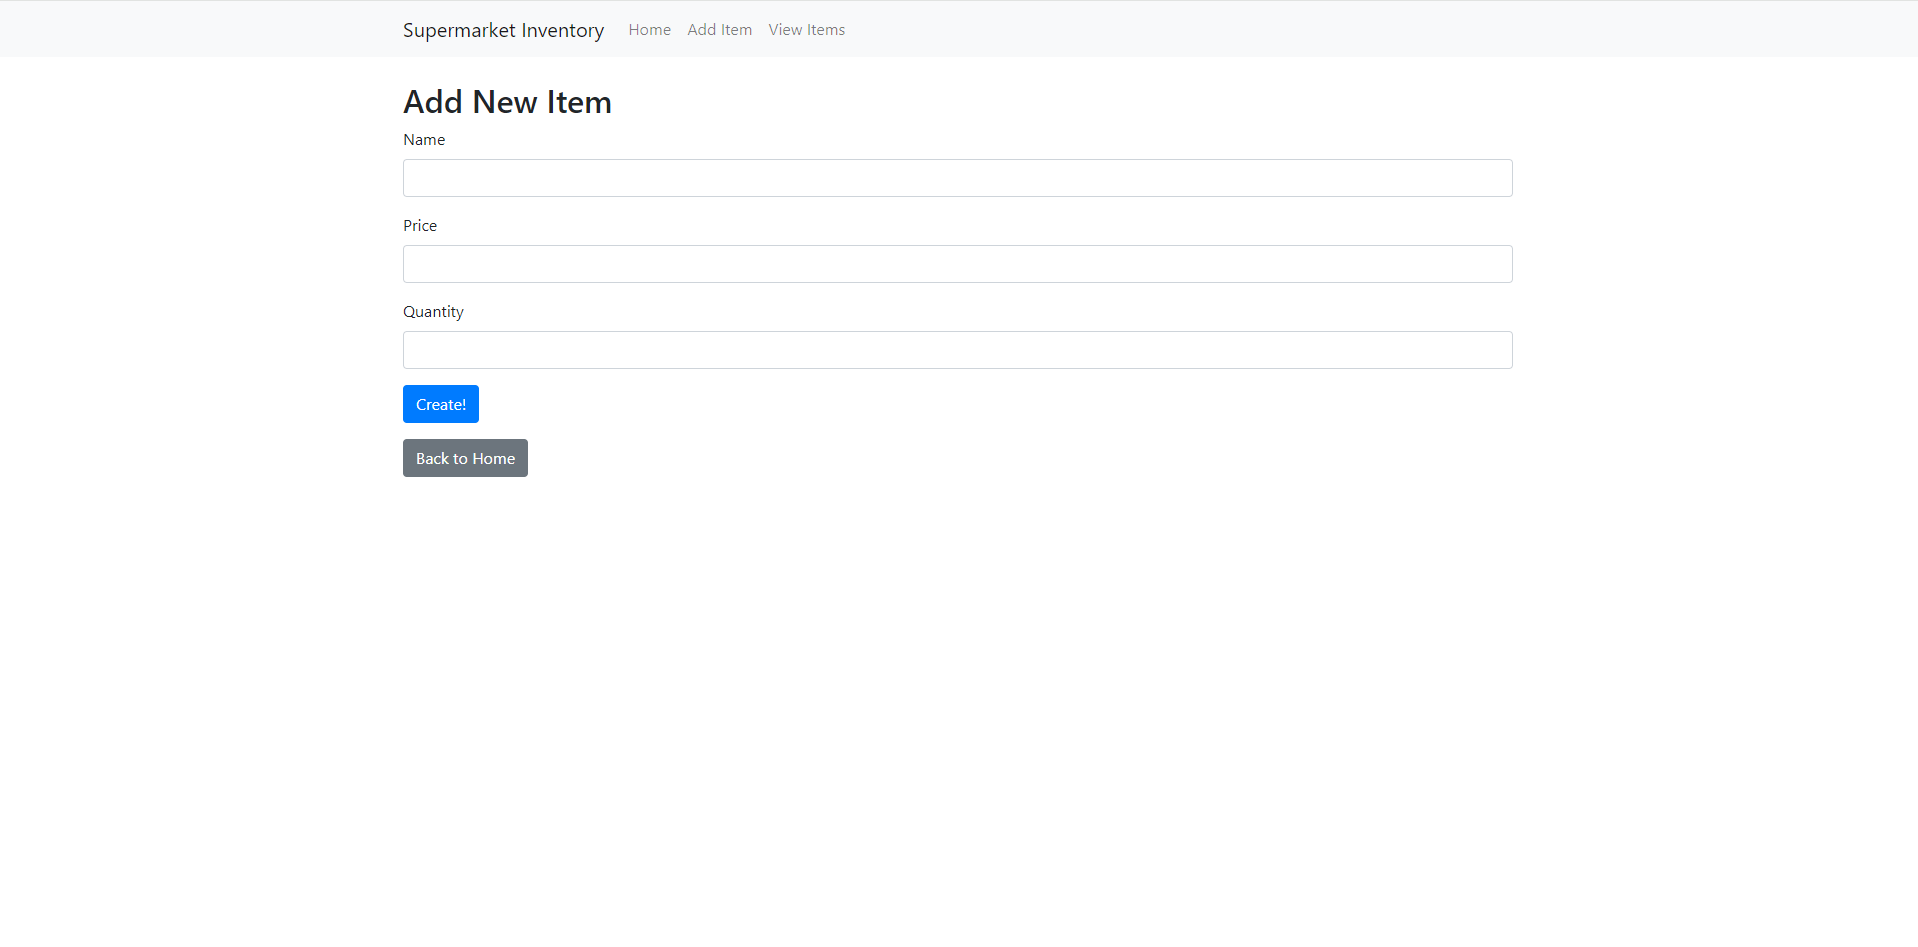 Supermarket Inventory Home Add Item View Items
Add New Item
Name
Price
Quantity
Create!
Back to Home